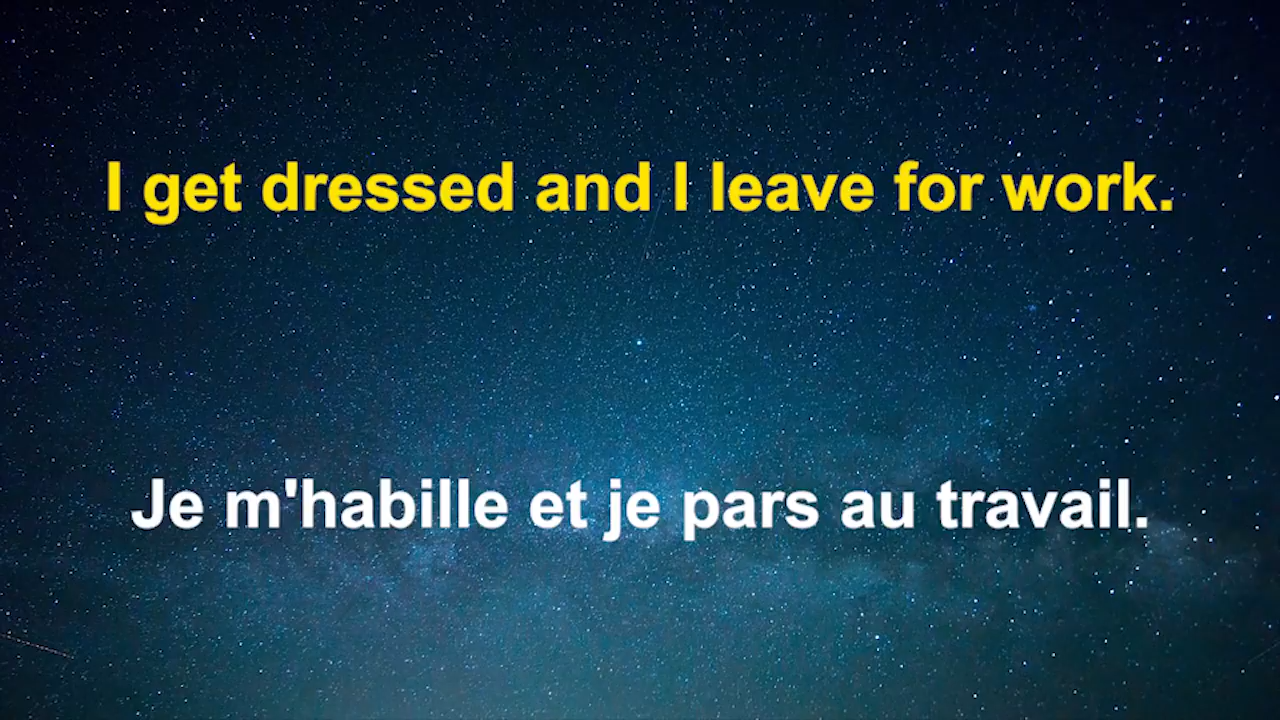 I get dressed and I leave for work.
Je m'habille et je pars au travail.